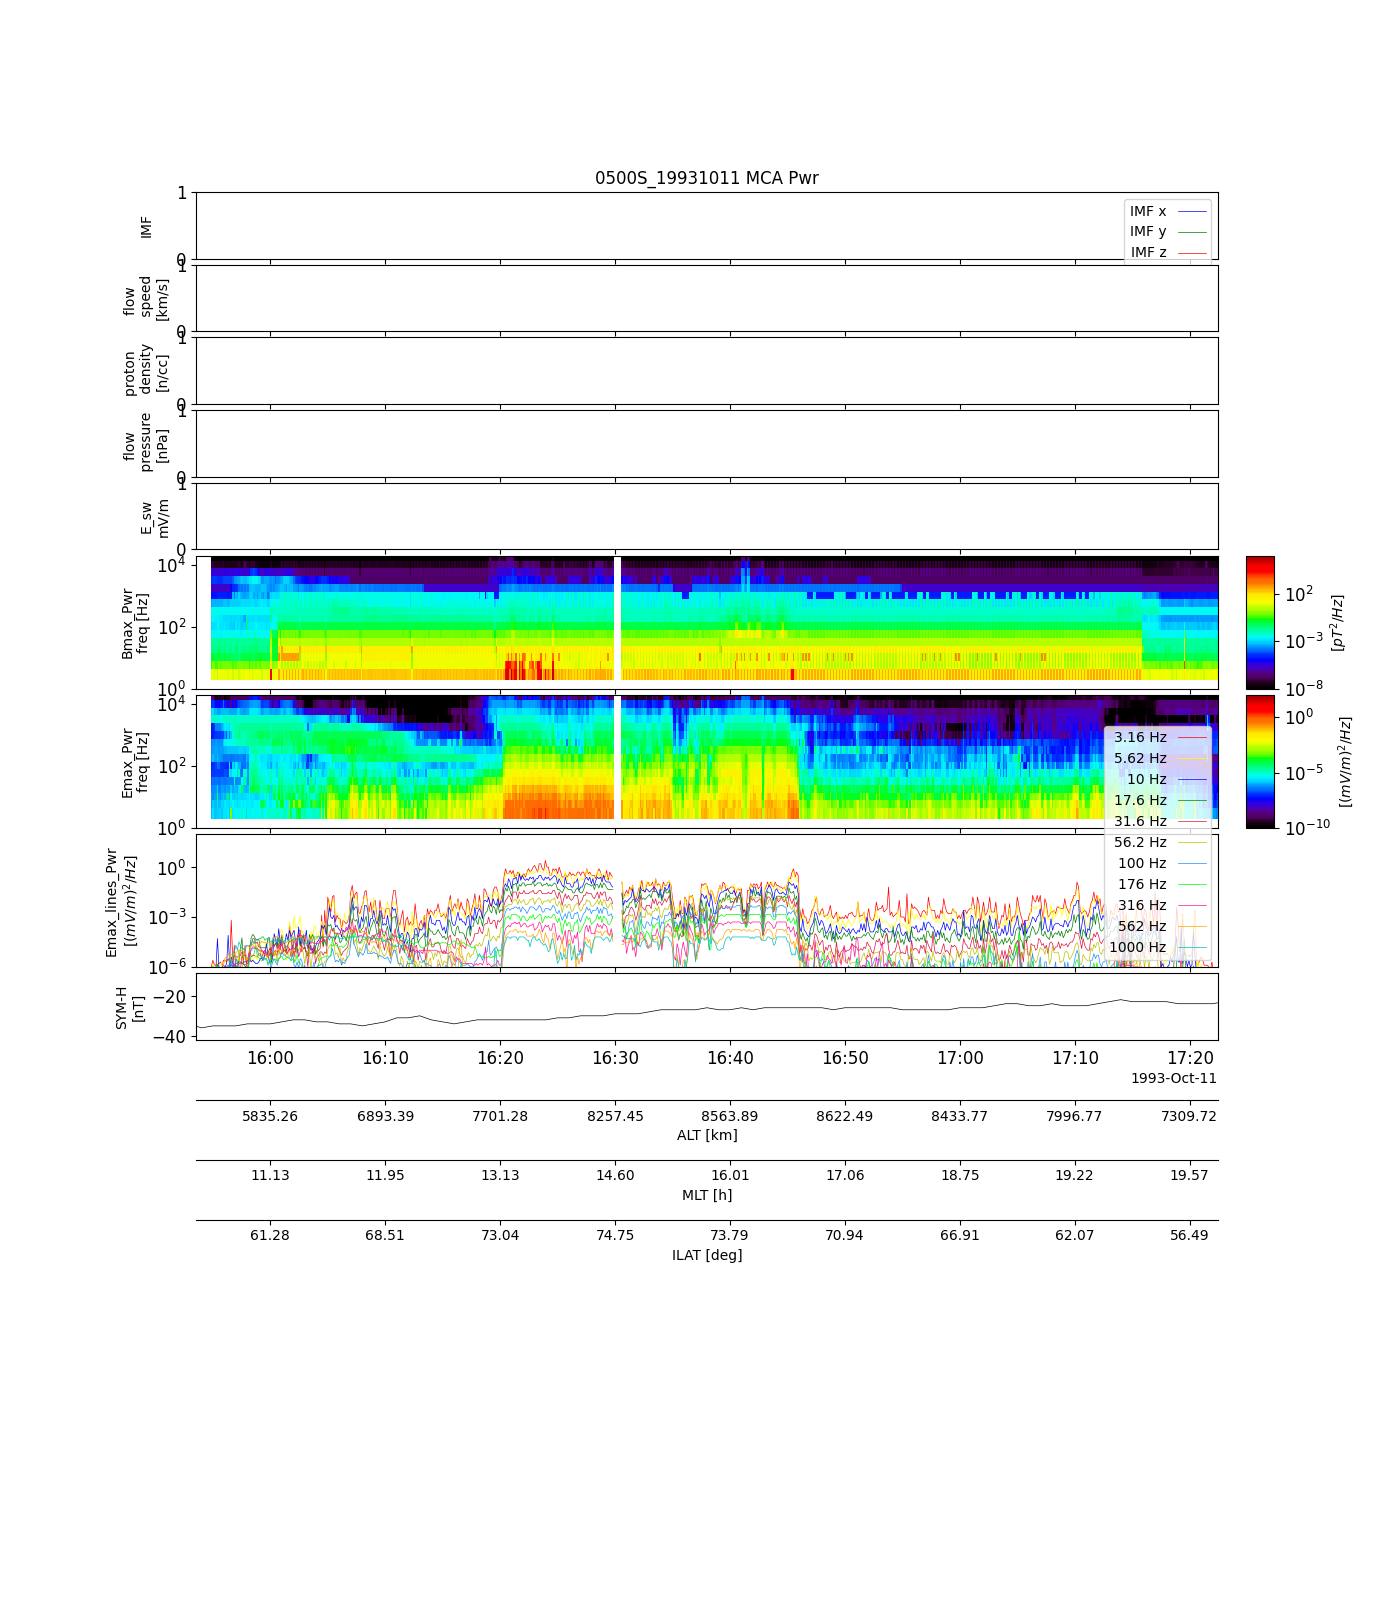 0500S_19931011 MCA Pwr
1
IMF
0
IMF x
IMF y
IMF z
1
flow
speed
[km/s]
0
1
proton
density
[n/cc]
0
1
flow
pressure
[nPa]
0
1
E_sw
mV/m
0
10^4
10^2
10^0
Bmax_Pwr
freq [Hz]
10^2
10^-3
10^-8
[pT^2/Hz]
10^4
10^2
10^0
Emax_Pwr
freq [Hz]
10^0
10^-5
10^-10
[(mV/m)^2/Hz]
3.16 Hz
5.62 Hz
10 Hz
17.6 Hz
31.6 Hz
56.2 Hz
100 Hz
176 Hz
316 Hz
562 Hz
1000 Hz
10^0
10^-3
10^-6
Emax_lines_Pwr
[(mV/m)^2/Hz]
−20
−40
SYM-H
[nT]
16:00 16:10 16:20 16:30 16:40 16:50 17:00 17:10 17:20
1993-Oct-11
5835.26 6893.39 7701.28 8257.45 8563.89 8622.49 8433.77 7996.77 7309.72
ALT [km]
11.13 11.95 13.13 14.60 16.01 17.06 18.75 19.22 19.57
MLT [h]
61.28 68.51 73.04 74.75 73.79 70.94 66.91 62.07 56.49
ILAT [deg]